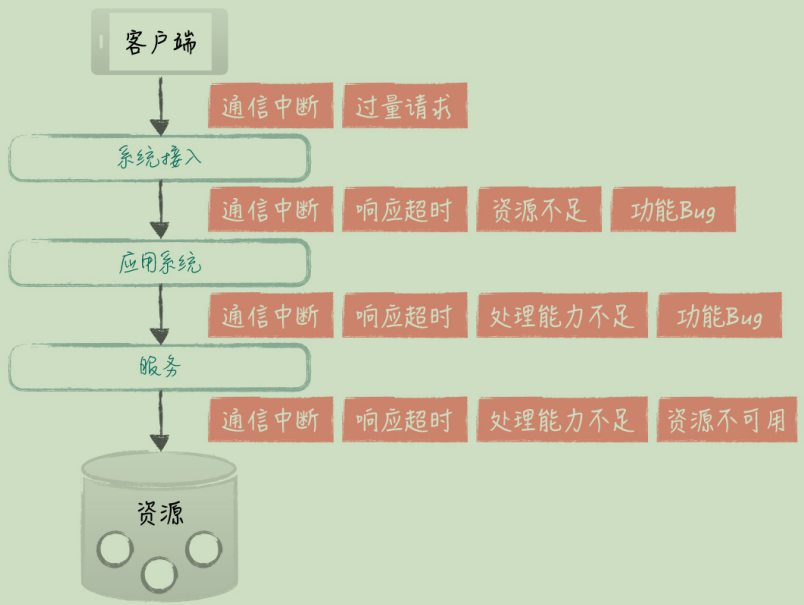 客户端
通信中断 过量请求
系统接入
通信中断 响应超时 资源不足 功能Bug
应用系统
通信中断 响应超时 处理能力不足 功能Bug
服务
通信中断 响应超时 处理能力不足 资源不可用
资源